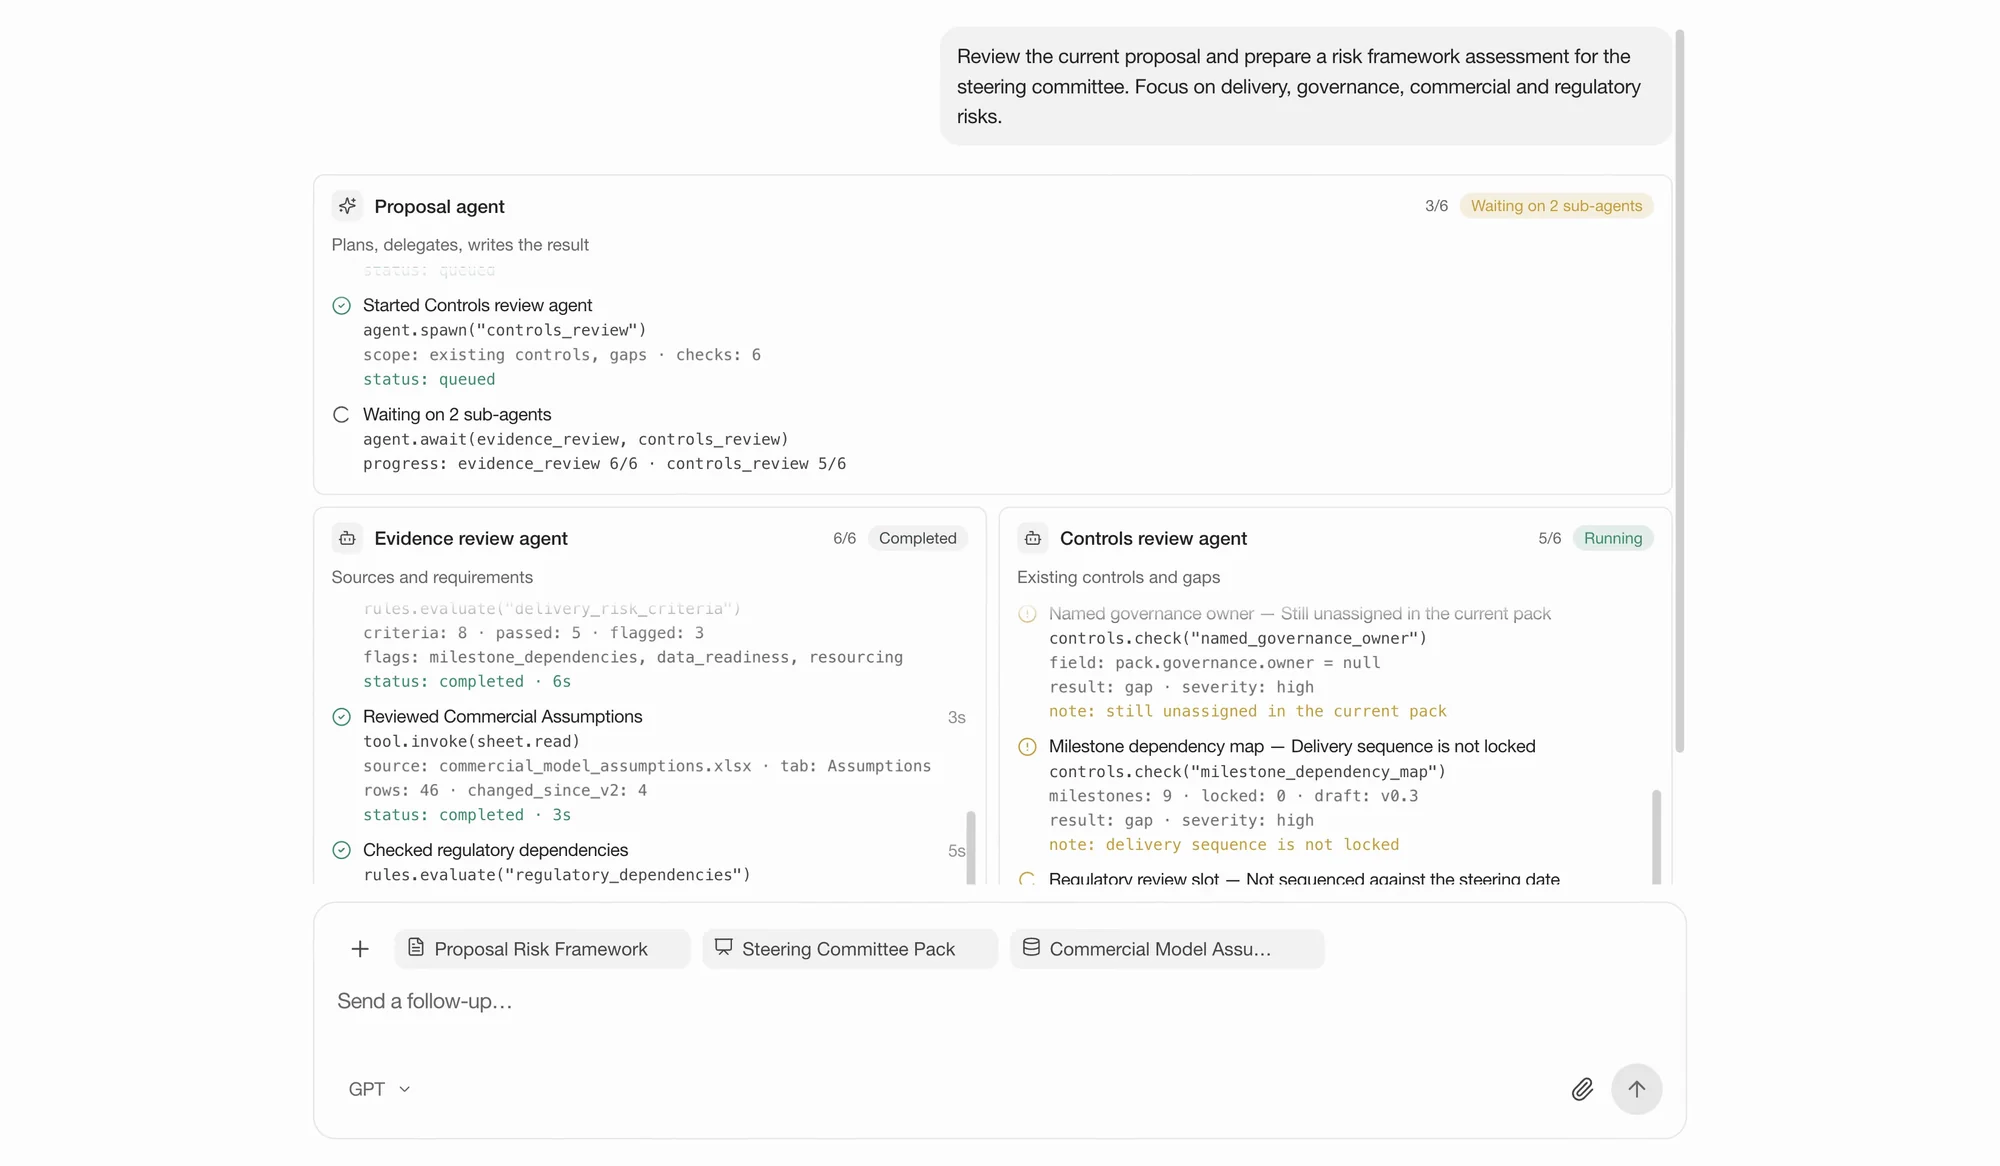 Review the current proposal and prepare a risk framework assessment for the
steering committee. Focus on delivery, governance, commercial and regulatory
risks.
Proposal agent
3/6
Waiting on 2 sub-agents
Plans, delegates, writes the result
status: queued
Started Controls review agent
agent.spawn("controls_review")
scope: existing controls, gaps · checks: 6
status: queued
Waiting on 2 sub-agents
agent.await(evidence_review, controls_review)
progress: evidence_review 6/6 · controls_review 5/6
Evidence review agent
6/6
Completed
Sources and requirements
rules.evaluate("delivery_risk_criteria")
criteria: 8 · passed: 5 · flagged: 3
flags: milestone_dependencies, data_readiness, resourcing
status: completed · 6s
Reviewed Commercial Assumptions
3s
tool.invoke(sheet.read)
source: commercial_model_assumptions.xlsx · tab: Assumptions
rows: 46 · changed_since_v2: 4
status: completed · 3s
Checked regulatory dependencies
5s
rules.evaluate("regulatory_dependencies")
Controls review agent
5/6
Running
Existing controls and gaps
Named governance owner — Still unassigned in the current pack
controls.check("named_governance_owner")
field: pack.governance.owner = null
result: gap · severity: high
note: still unassigned in the current pack
Milestone dependency map — Delivery sequence is not locked
controls.check("milestone_dependency_map")
milestones: 9 · locked: 0 · draft: v0.3
result: gap · severity: high
note: delivery sequence is not locked
Regulatory review slot — Not sequenced against the steering date
Proposal Risk Framework
Steering Committee Pack
Commercial Model Assu…
Send a follow-up…
GPT